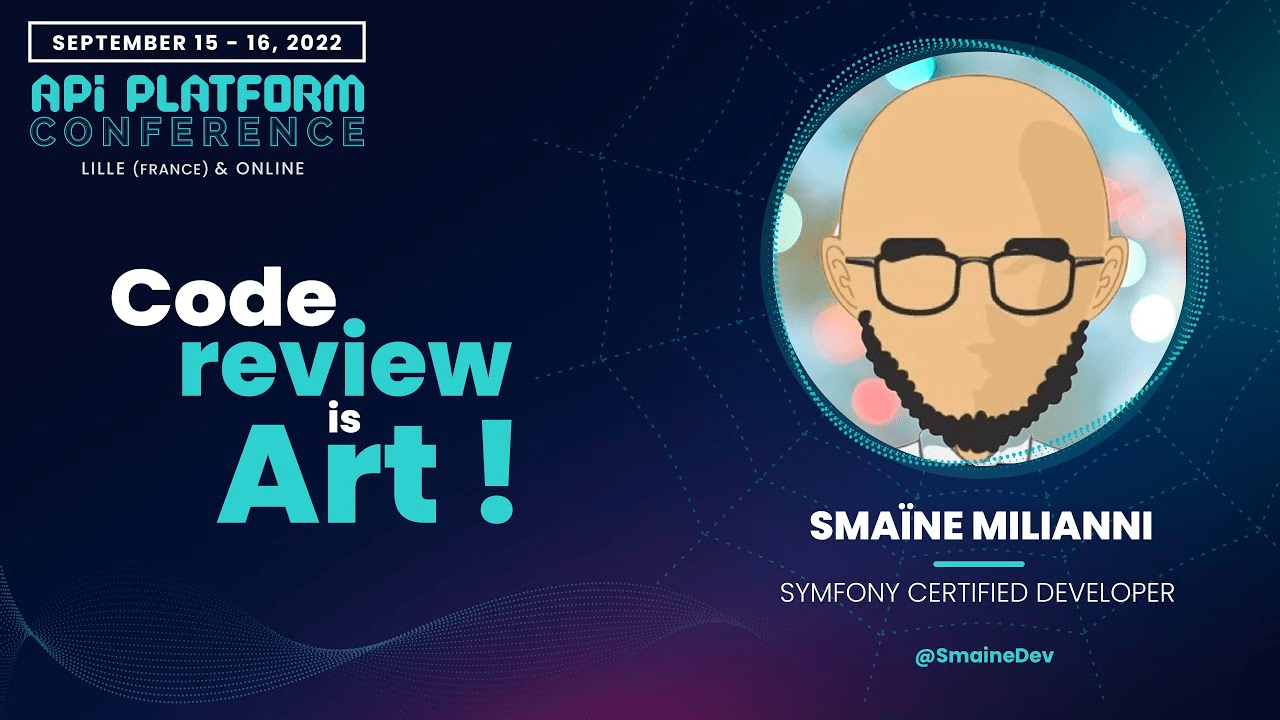 SEPTEMBER 15 - 16, 2022
APi PLATFORM
CONFERENCE
LILLE (FRANCE) & ONLINE
Code
review
is
Art !
SMAÏNE MILIANNI
SYMFONY CERTIFIED DEVELOPER
@SmaineDev